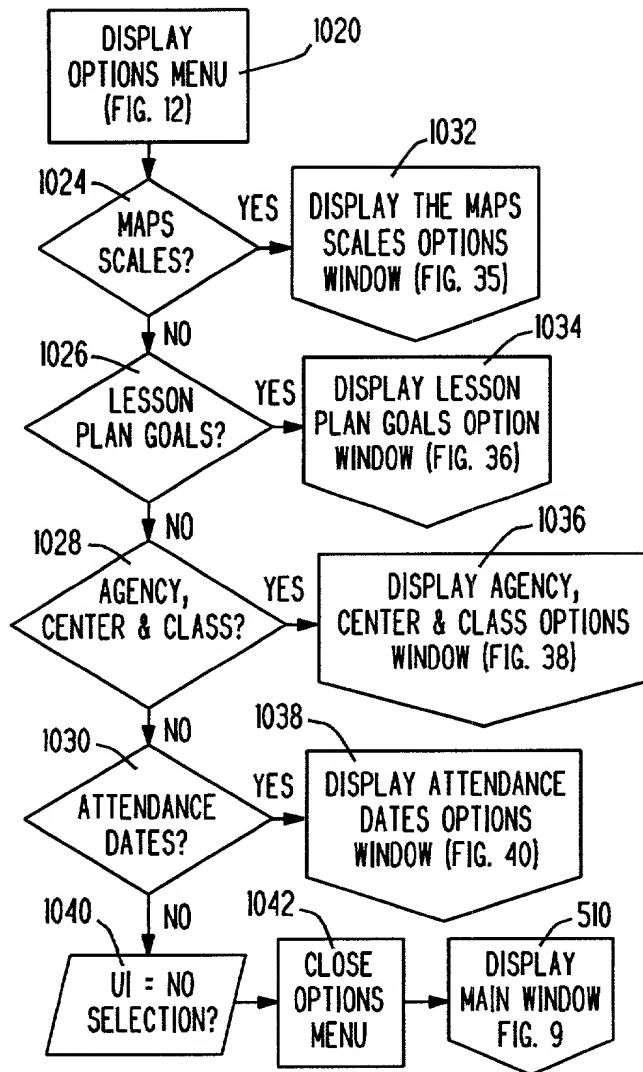 DISPLAY
OPTIONS MENU
(FIG. 12)
1020
1024
MAPS
SCALES?
YES
1032
DISPLAY THE MAPS
SCALES OPTIONS
WINDOW (FIG. 35)
NO
1026
LESSON
PLAN GOALS?
YES
1034
DISPLAY LESSON
PLAN GOALS OPTION
WINDOW (FIG. 36)
NO
1028
AGENCY,
CENTER & CLASS?
YES
1036
DISPLAY AGENCY,
CENTER & CLASS OPTIONS
WINDOW (FIG. 38)
NO
1030
ATTENDANCE
DATES?
YES
1038
DISPLAY ATTENDANCE
DATES OPTIONS
WINDOW (FIG. 40)
NO
1040
UI = NO
SELECTION?
1042
CLOSE
OPTIONS
MENU
510
DISPLAY
MAIN WINDOW
FIG. 9